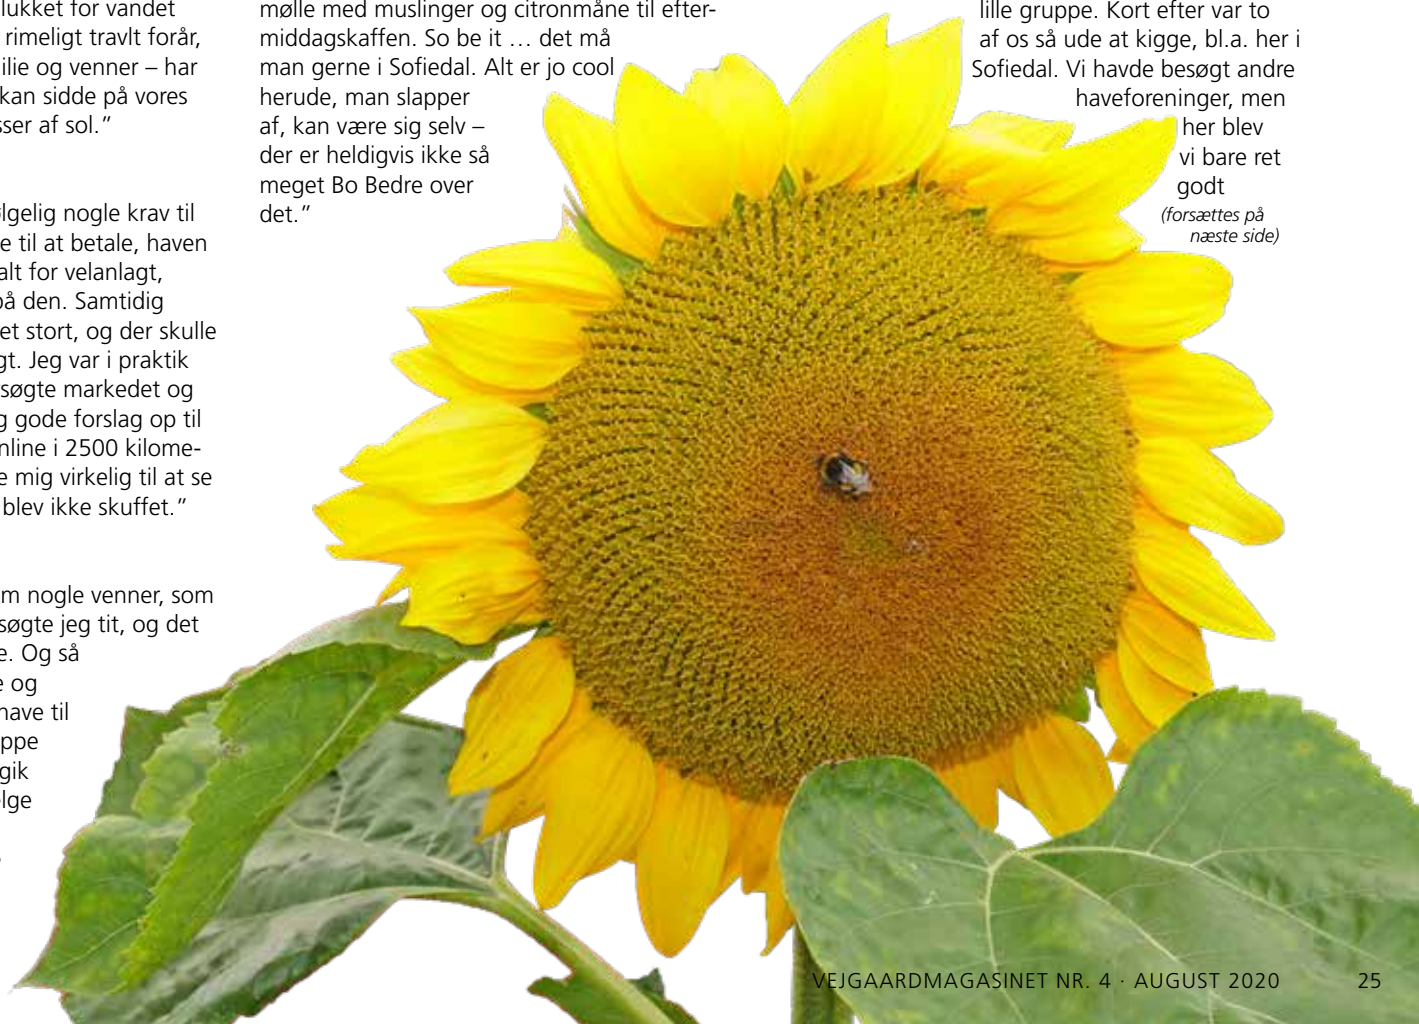 lukket for vandet
rimeligt travlt forår,
ilie og venner – har
kan sidde på vores
sser af sol.”
lgelig nogle krav til
e til at betale, haven
alt for velanlagt,
på den. Samtidig
et stort, og der skulle
gt. Jeg var i praktik
søgte markedet og
g gode forslag op til
nline i 2500 kilome-
e mig virkelig til at se
blev ikke skuffet.”
m nogle venner, som
søgte jeg tit, og det
e. Og så
e og
have til
ppe
gik
lge
mølle med muslinger og citronmåne til efter-
middagskaffen. So be it … det må
man gerne i Sofiedal. Alt er jo cool
herude, man slapper
af, kan være sig selv –
der er heldigvis ikke så
meget Bo Bedre over
det.”
lille gruppe. Kort efter var to
af os så ude at kigge, bl.a. her i
Sofiedal. Vi havde besøgt andre
haveforeninger, men
her blev
vi bare ret
godt
(forsættes på
næste side)
VEJGAARDMAGASINET NR. 4 · AUGUST 2020 25